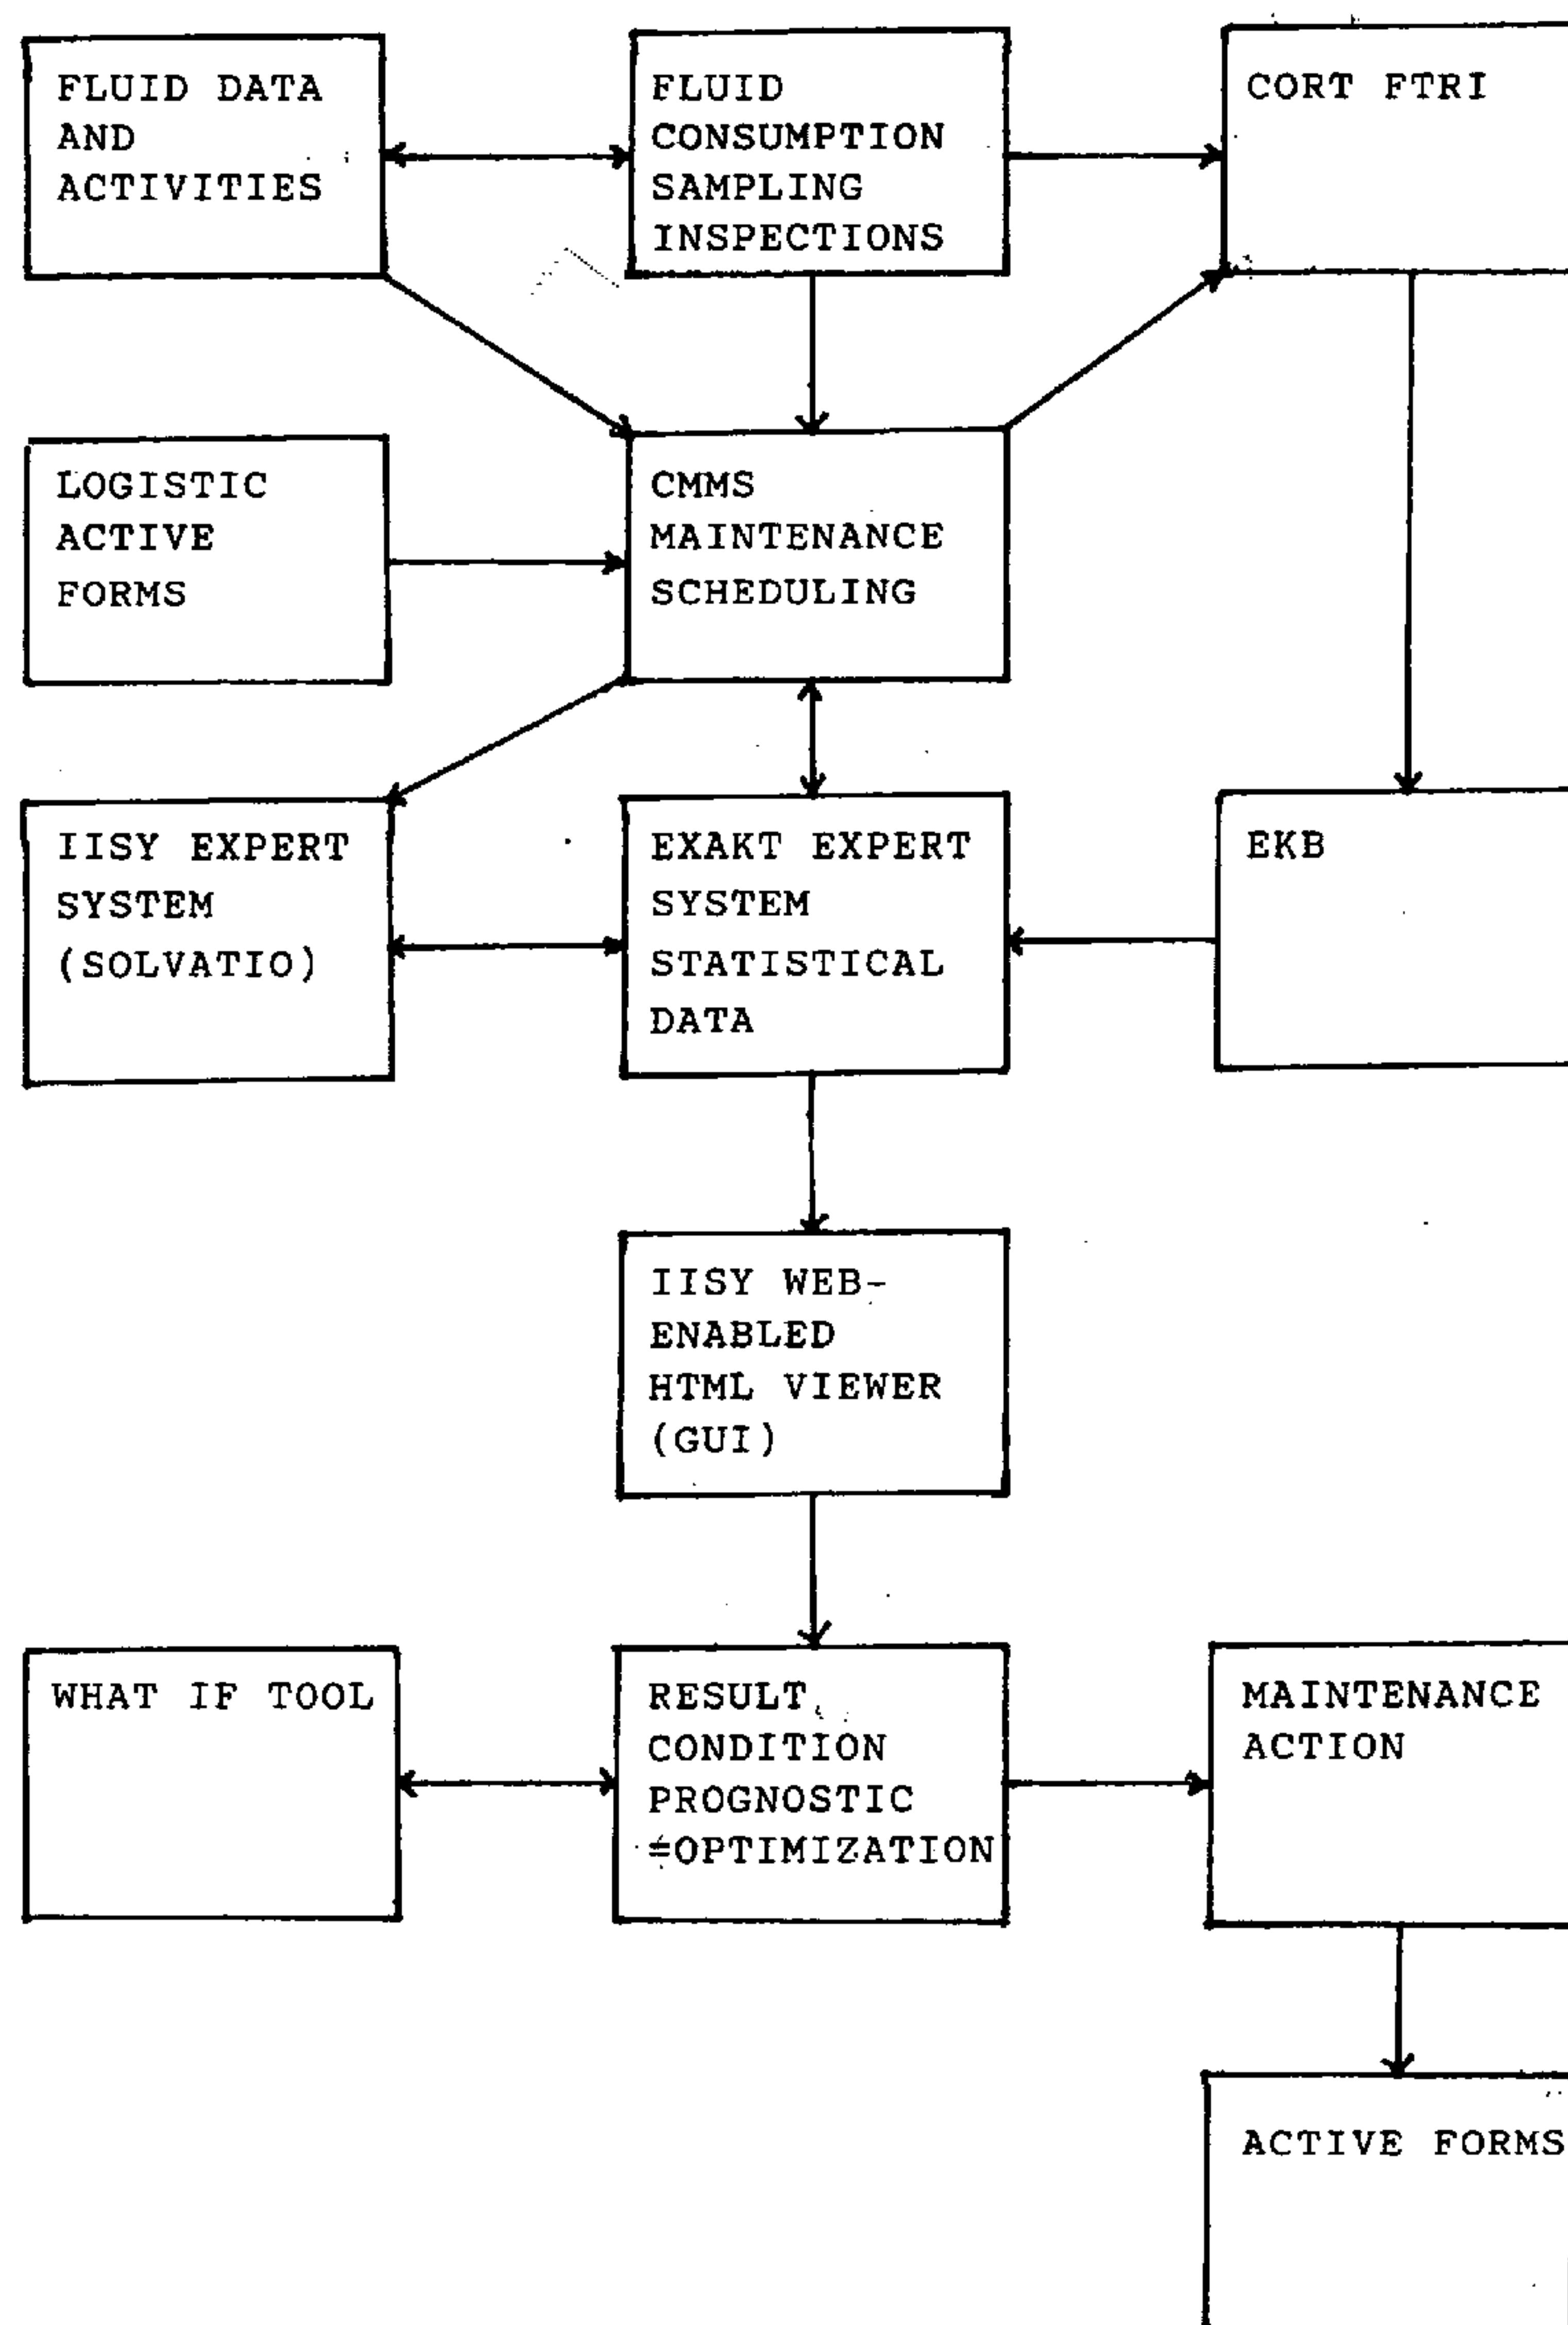 FLUID DATA
AND
ACTIVITIES
FLUID
CONSUMPTION
SAMPLING
INSPECTIONS
CORT FTRI
LOGISTIC
ACTIVE
FORMS
CMMS
MAINTENANCE
SCHEDULING
IISY EXPERT
SYSTEM
(SOLVATIO)
EXAKT EXPERT
SYSTEM
STATISTICAL
DATA
EKB
IISY WEB-
ENABLED
HTML VIEWER
(GUI)
WHAT IF TOOL
RESULT,
CONDITION
PROGNOSTIC
=OPTIMIZATION
MAINTENANCE
ACTION
ACTIVE FORMS